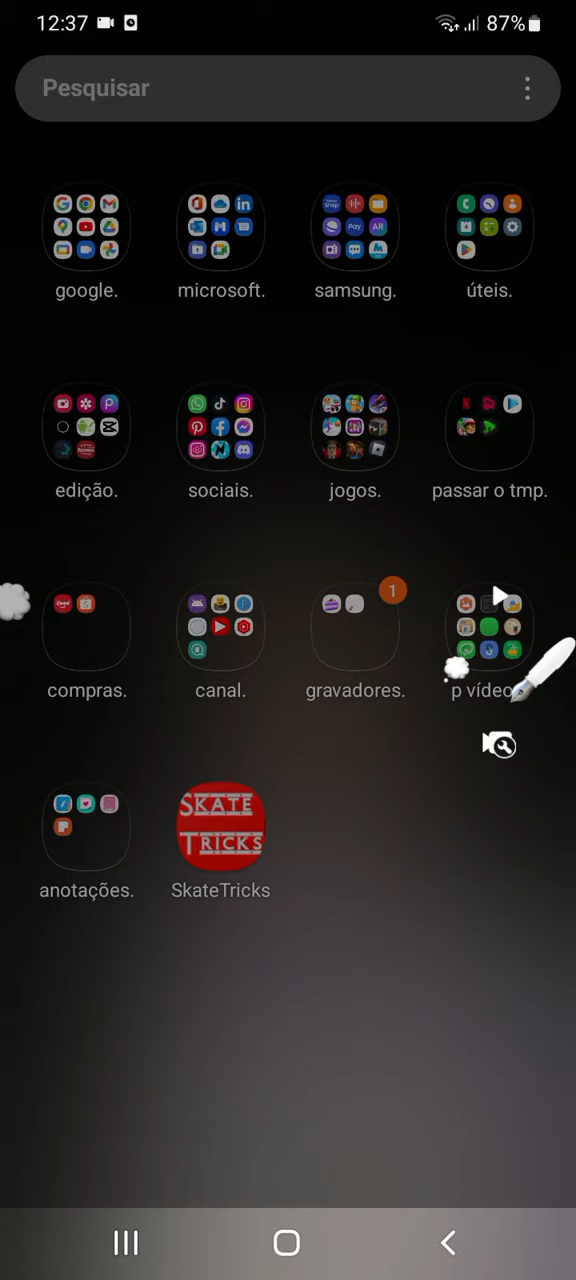 12:37
87%
Pesquisar
google.
microsoft.
samsung.
úteis.
edição.
sociais.
jogos.
passar o tmp.
1
compras.
canal.
gravadores.
p vídeo
SKATE
TRICKS
anotações.
SkateTricks